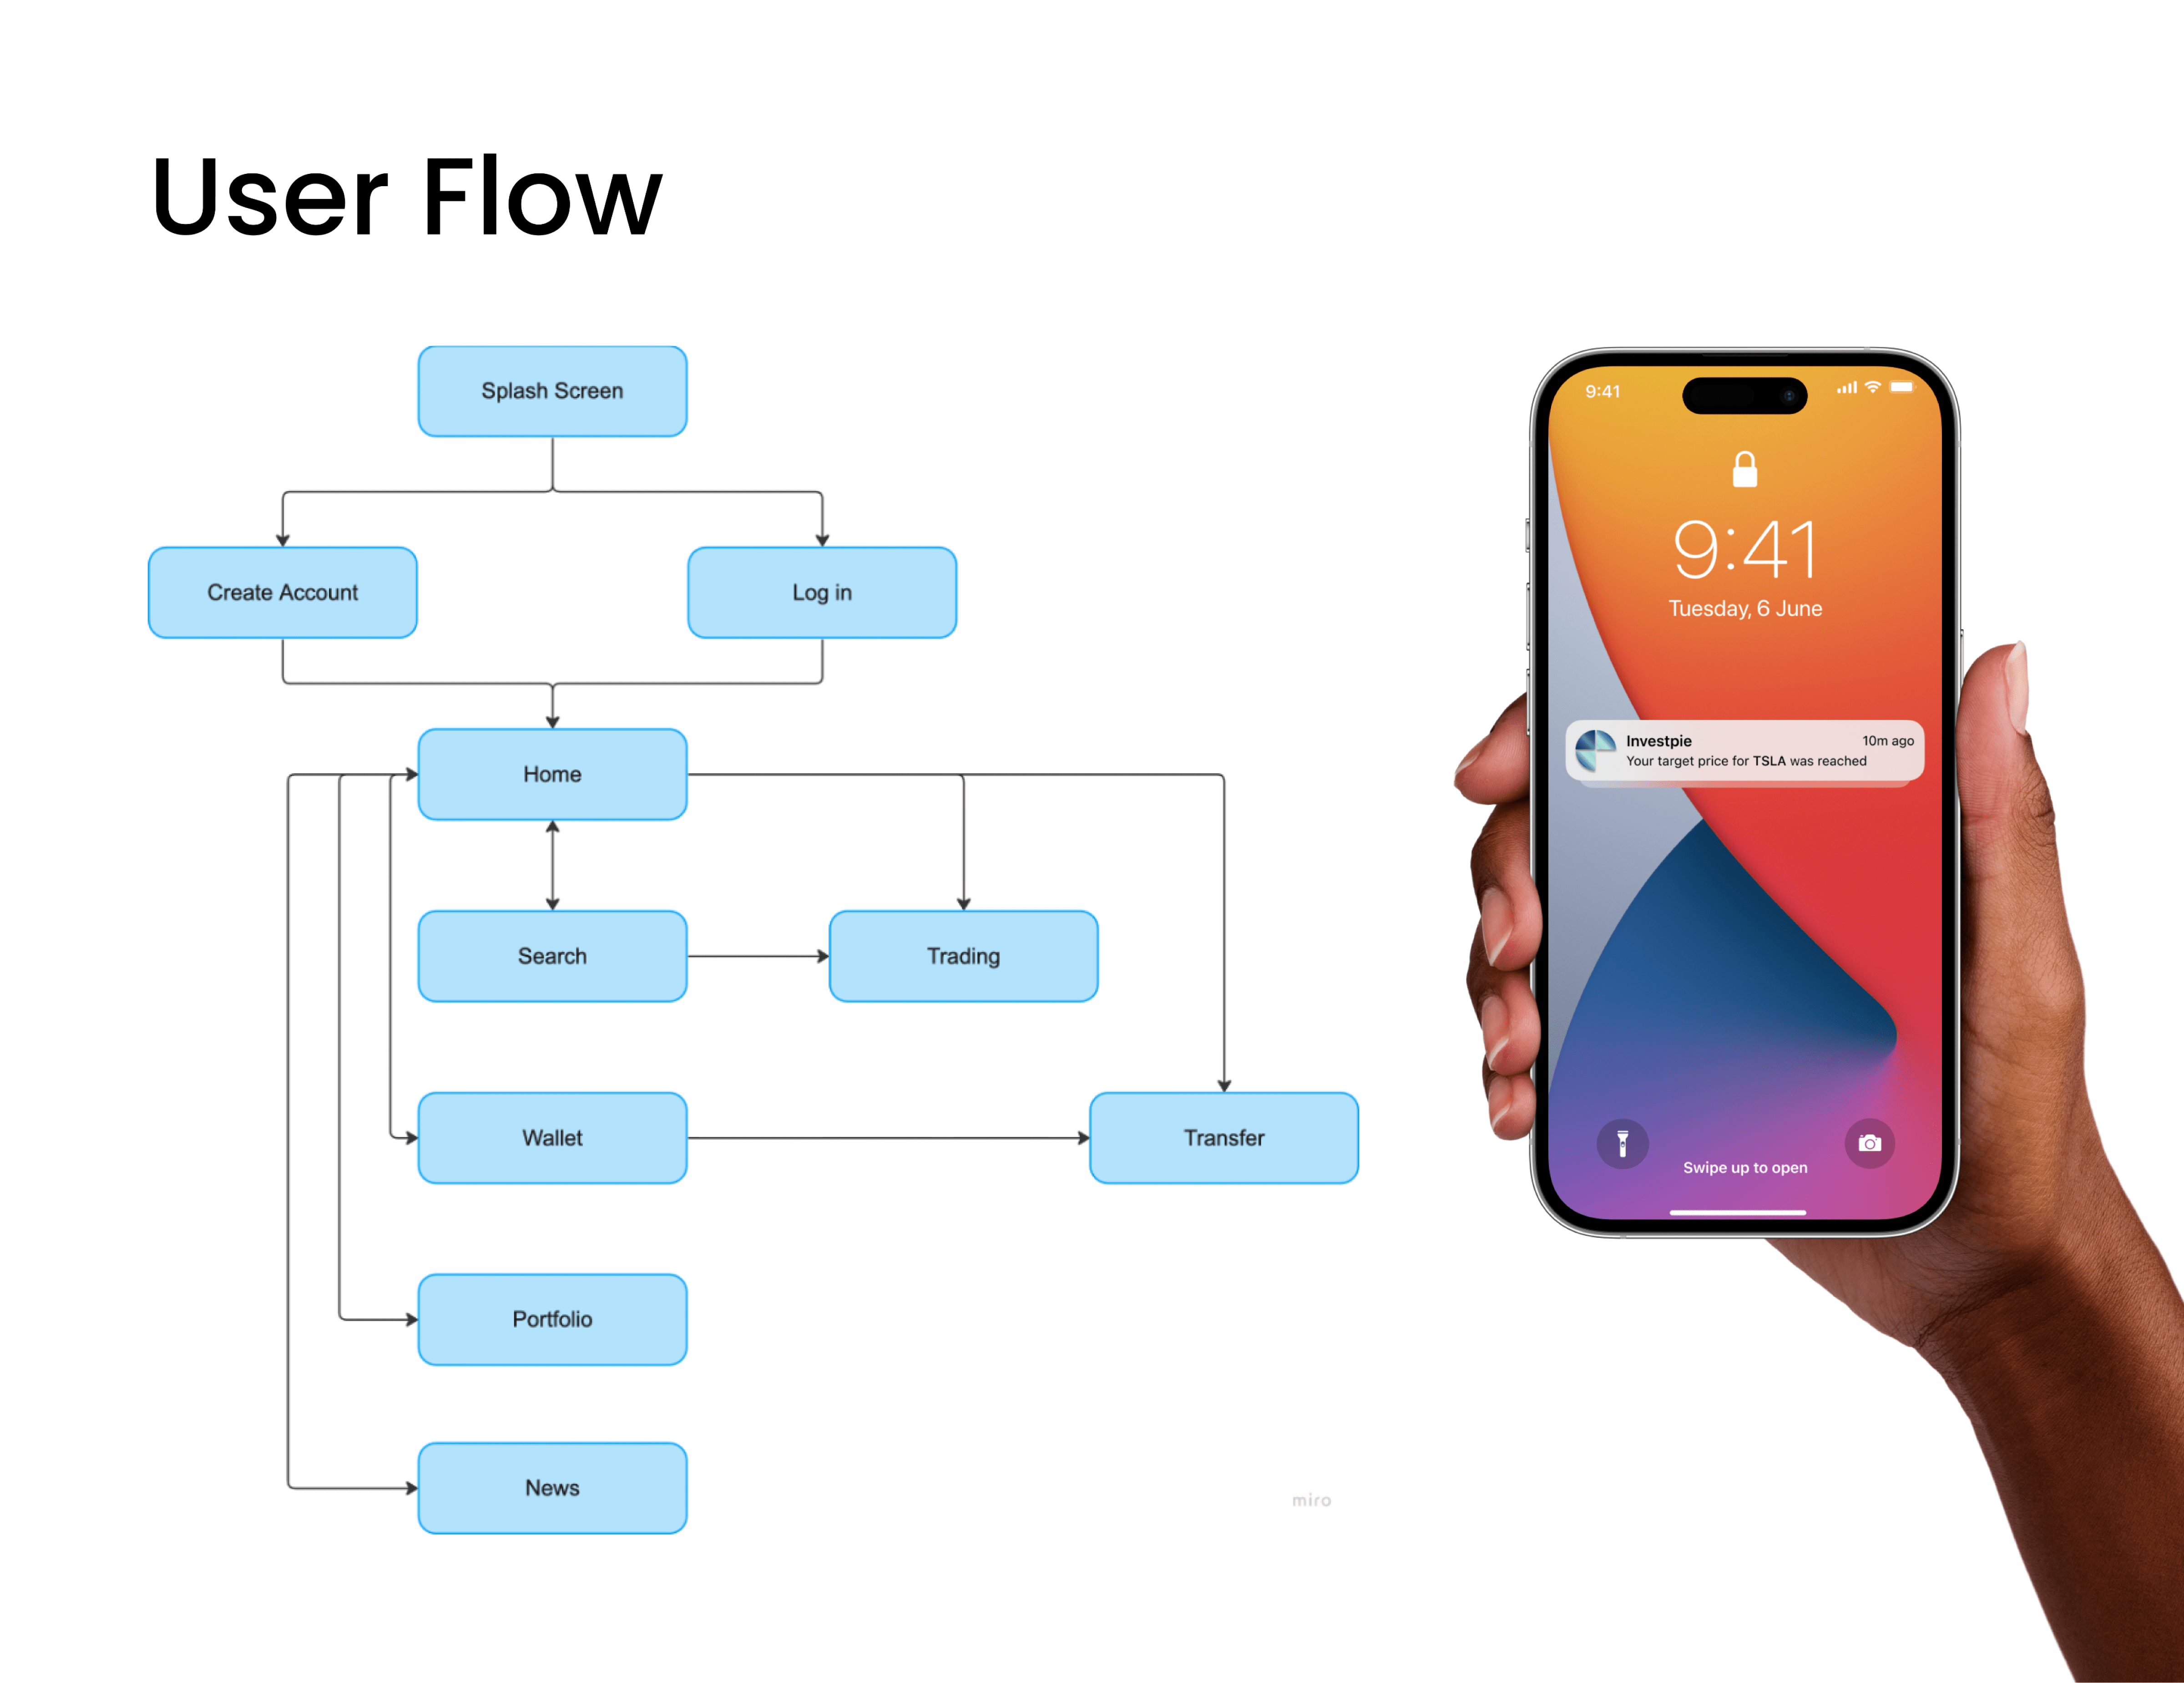 User Flow
Splash Screen
Create Account
Log in
Home
Search
Trading
Wallet
Transfer
Portfolio
News
miro
9:41
9:41
Tuesday, 6 June
Investpie
10m ago
Your target price for TSLA was reached
Swipe up to open